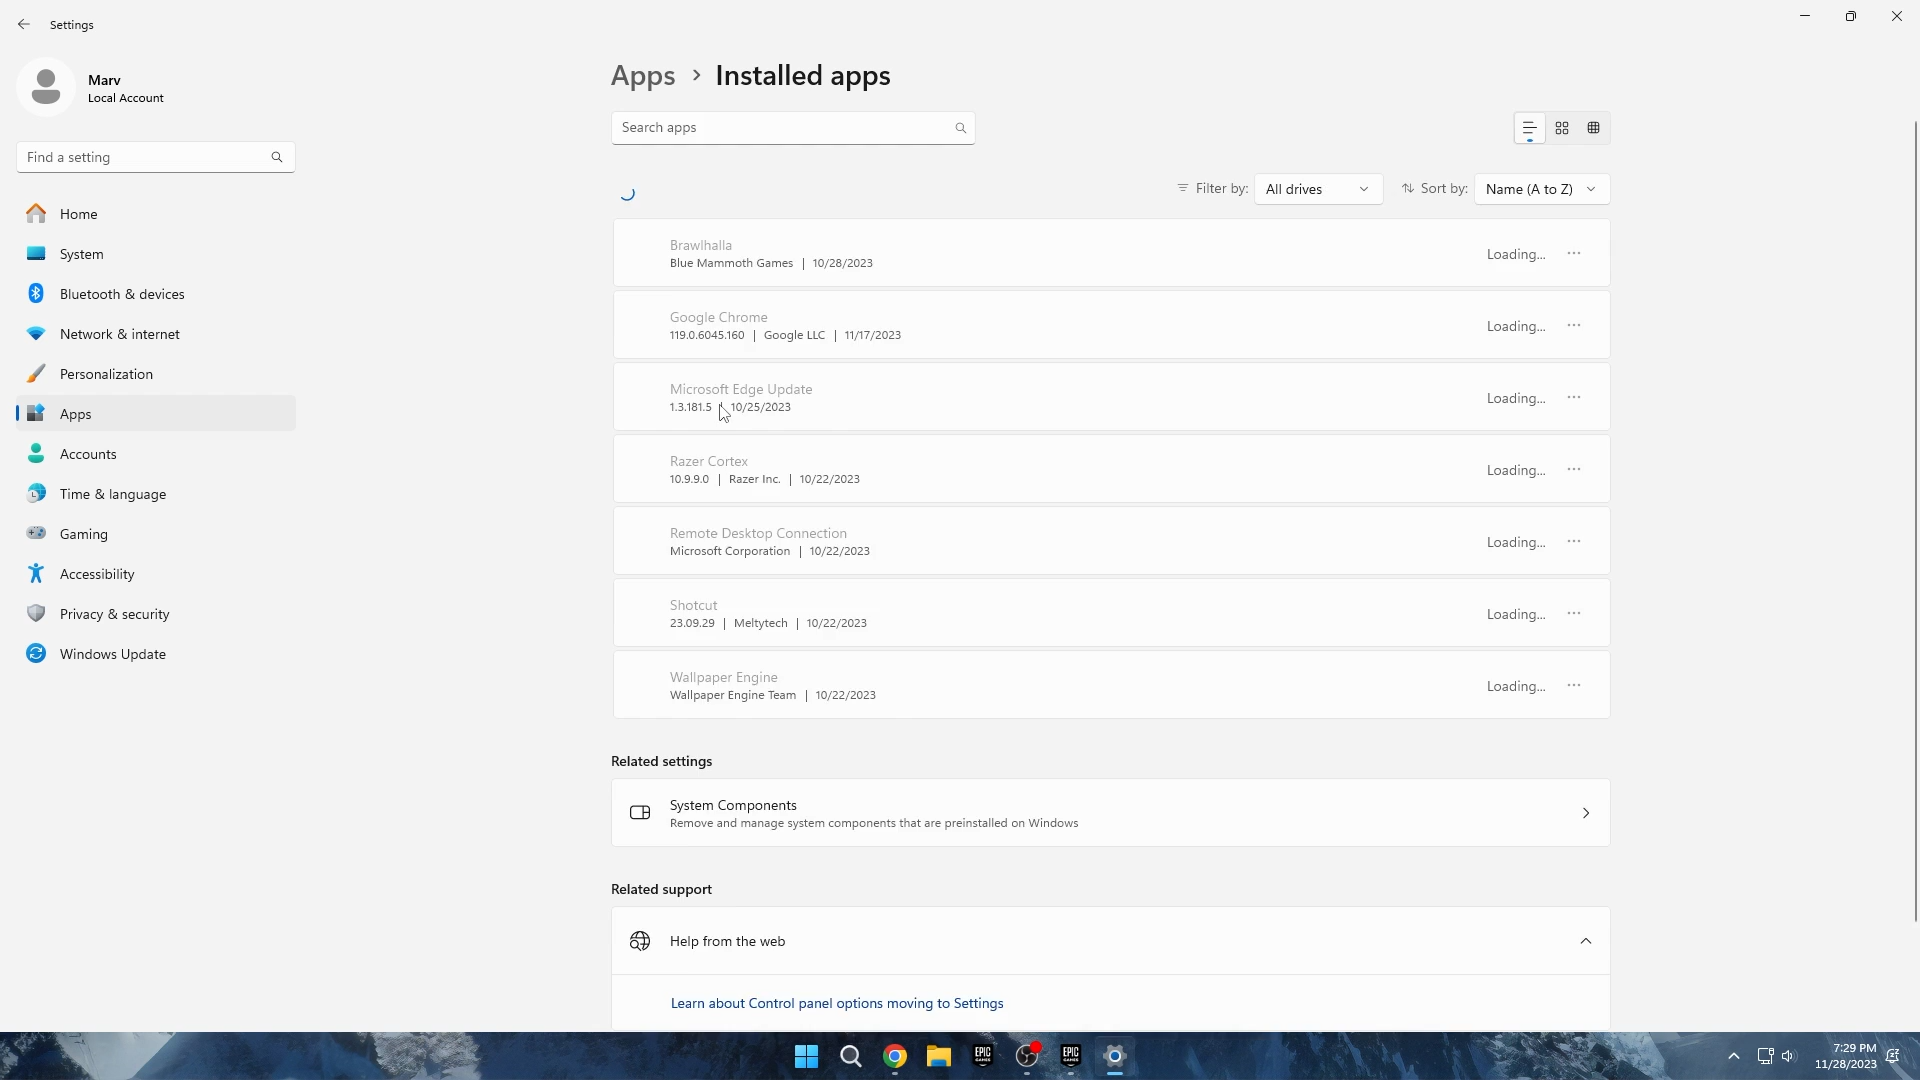 Settings
Marv
Local Account
Find a setting
Home
System
Bluetooth & devices
Network & internet
Personalization
Apps
Accounts
Time & language
Gaming
Accessibility
Privacy & security
Windows Update
Apps > Installed apps
Search apps
Filter by: All drives
Sort by: Name (A to Z)
Brawlhalla
Blue Mammoth Games | 10/28/2023
Loading...
Google Chrome
119.0.6045.160 | Google LLC | 11/17/2023
Loading...
Microsoft Edge Update
1.3.181.5 | 10/25/2023
Loading...
Razer Cortex
10.9.9.0 | Razer Inc. | 10/22/2023
Loading...
Remote Desktop Connection
Microsoft Corporation | 10/22/2023
Loading...
Shotcut
23.09.29 | Meltytech | 10/22/2023
Loading...
Wallpaper Engine
Wallpaper Engine Team | 10/22/2023
Loading...
Related settings
System Components
Remove and manage system components that are preinstalled on Windows
Related support
Help from the web
Learn about Control panel options moving to Settings
EPIC GAMES
EPIC GAMES
7:29 PM
11/28/2023